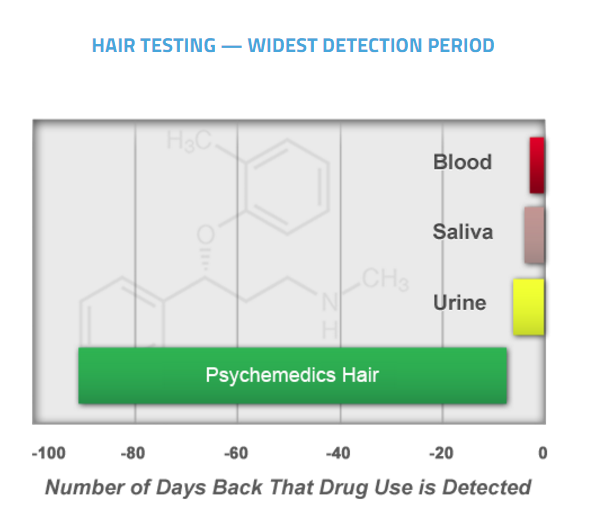 HAIR TESTING — WIDEST DETECTION PERIOD
H₃C
Blood
Saliva
O
CH₃
N
H
Urine
Psychemedics Hair
-100 -80 -60 -40 -20 0
Number of Days Back That Drug Use is Detected